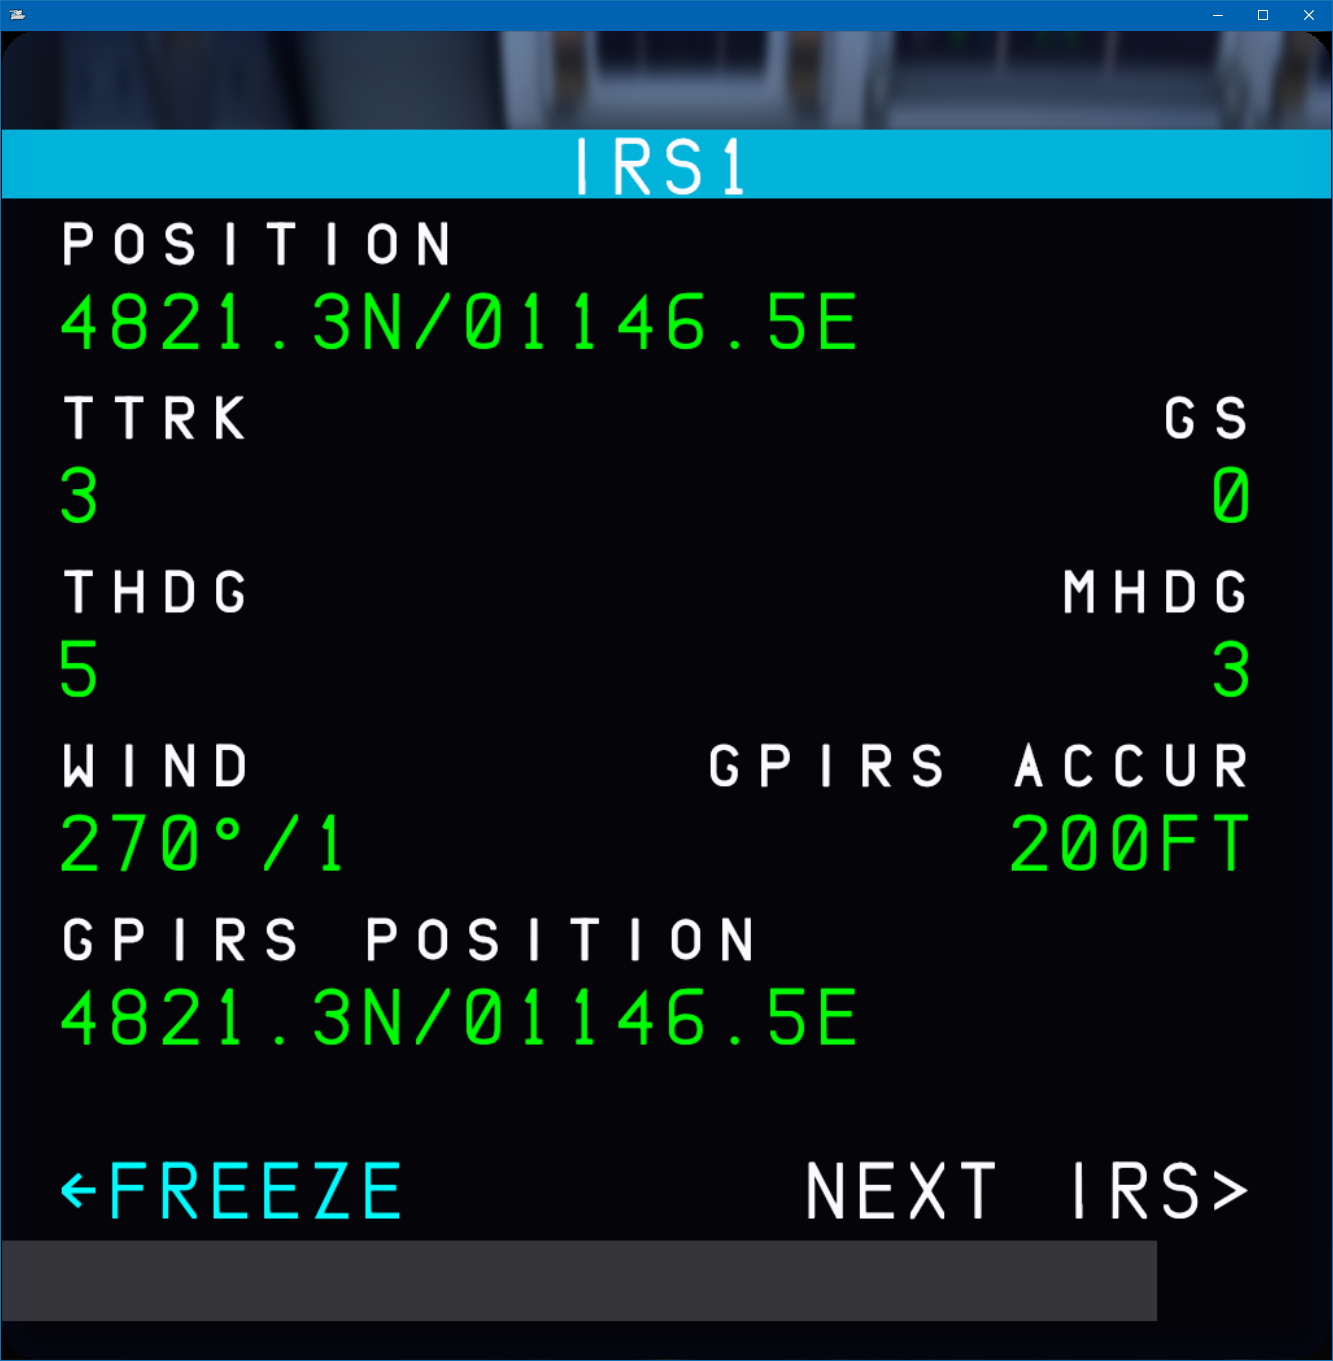 IRS1
POSITION
4821.3N/01146.5E
TTRK GS
3 0
THDG MHDG
5 3
WIND GPIRS ACCUR
270°/1 200FT
GPIRS POSITION
4821.3N/01146.5E
←FREEZE NEXT IRS>